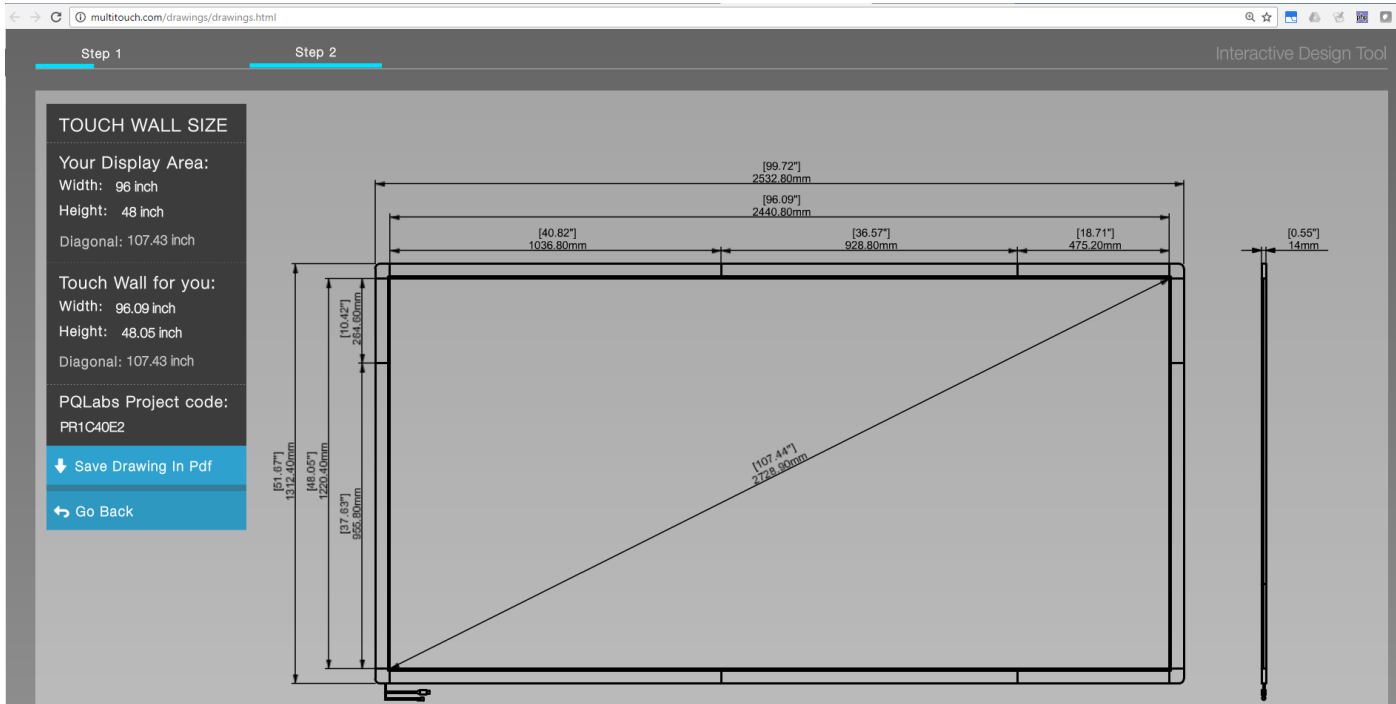 multitouch.com/drawings/drawings.html
Step 1
Step 2
Interactive Design Tool
TOUCH WALL SIZE
Your Display Area:
Width: 96 inch
Height: 48 inch
Diagonal: 107.43 inch
Touch Wall for you:
Width: 96.09 inch
Height: 48.05 inch
Diagonal: 107.43 inch
PQLabs Project code:
PR1C40E2
Save Drawing In Pdf
Go Back
[99.72"]
2532.80mm
[96.09"]
2440.80mm
[40.82"]
1036.80mm
[36.57"]
928.80mm
[18.71"]
475.20mm
[0.55"]
14mm
[10.42"]
264.60mm
[51.67"]
1312.40mm
[48.05"]
1220.40mm
[37.63"]
955.80mm
[107.44"]
2728.90mm